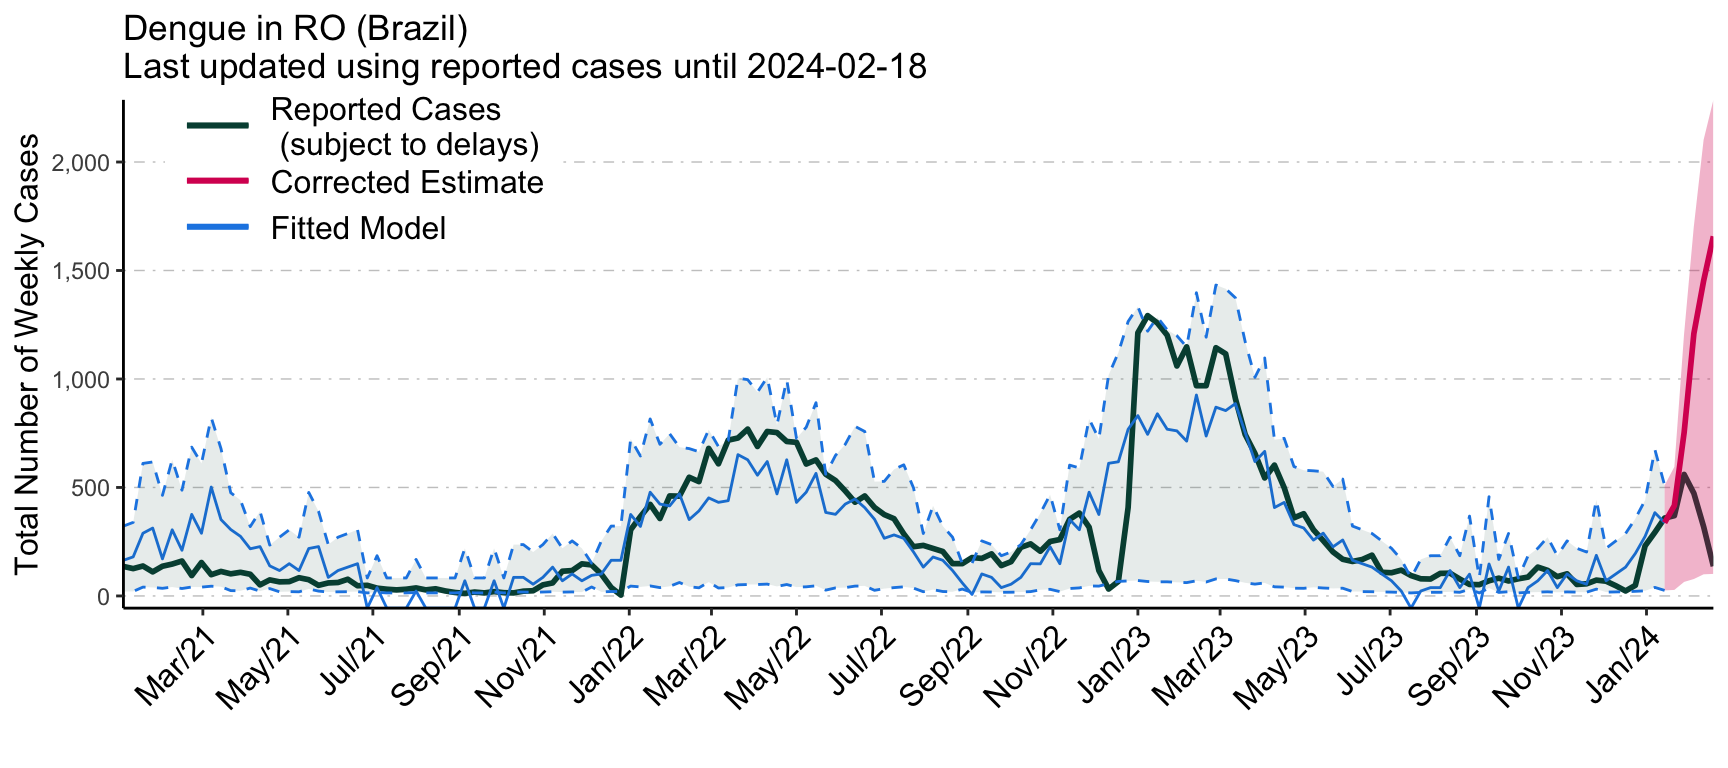 Dengue in RO (Brazil)
Last updated using reported cases until 2024-02-18
Reported Cases
(subject to delays)
Corrected Estimate
Fitted Model
Total Number of Weekly Cases
2,000
1,500
1,000
500
0
Mar/21
May/21
Jul/21
Sep/21
Nov/21
Jan/22
Mar/22
May/22
Jul/22
Sep/22
Nov/22
Jan/23
Mar/23
May/23
Jul/23
Sep/23
Nov/23
Jan/24